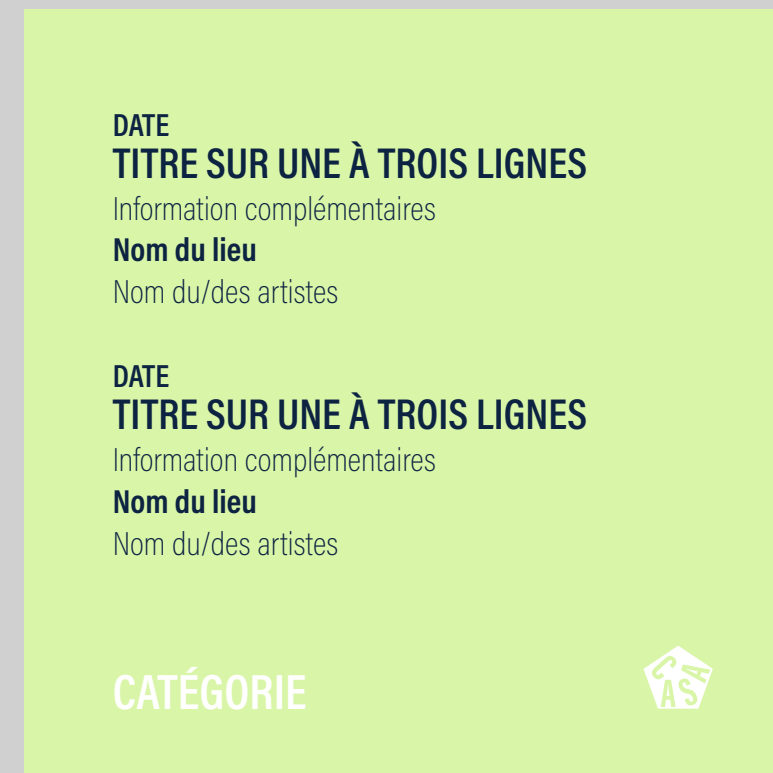 DATE
TITRE SUR UNE À TROIS LIGNES
Information complémentaires
Nom du lieu
Nom du/des artistes
DATE
TITRE SUR UNE À TROIS LIGNES
Information complémentaires
Nom du lieu
Nom du/des artistes
CATÉGORIE
CASA